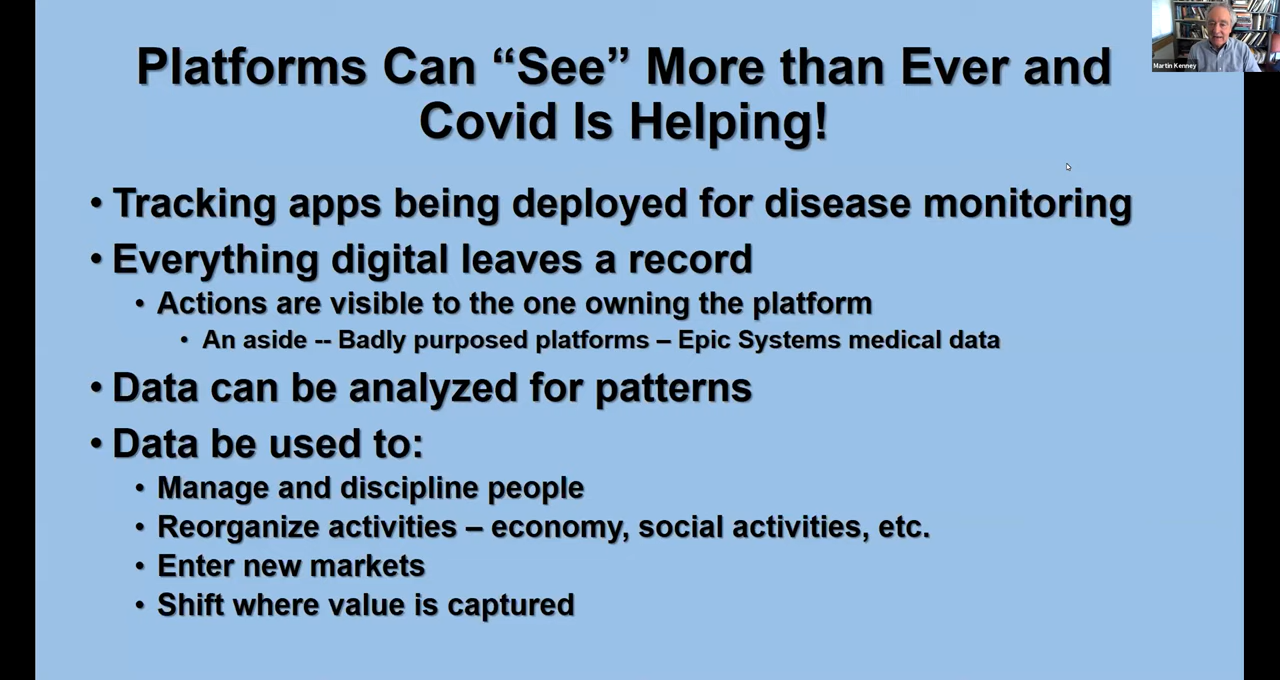 Platforms Can “See” More than Ever and
Covid Is Helping!
• Tracking apps being deployed for disease monitoring
• Everything digital leaves a record
• Actions are visible to the one owning the platform
• An aside -- Badly purposed platforms – Epic Systems medical data
• Data can be analyzed for patterns
• Data be used to:
• Manage and discipline people
• Reorganize activities – economy, social activities, etc.
• Enter new markets
• Shift where value is captured
Martin Kenney